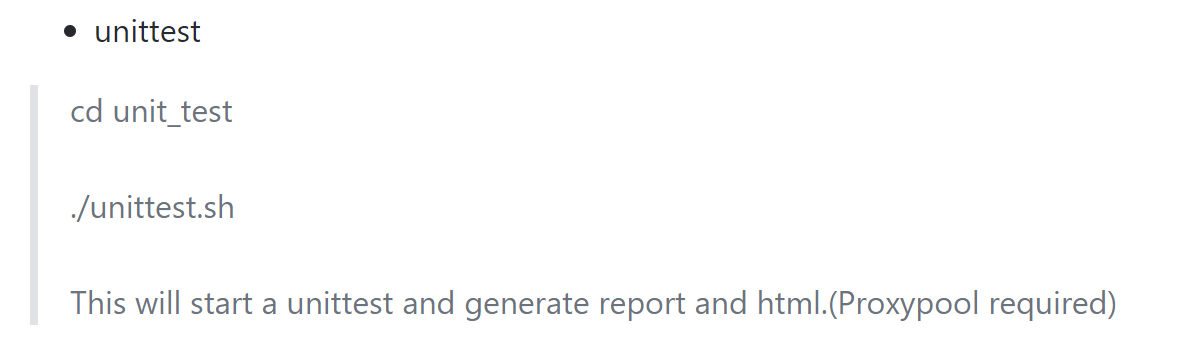 unittest
cd unit_test
./unittest.sh
This will start a unittest and generate report and html.(Proxypool required)